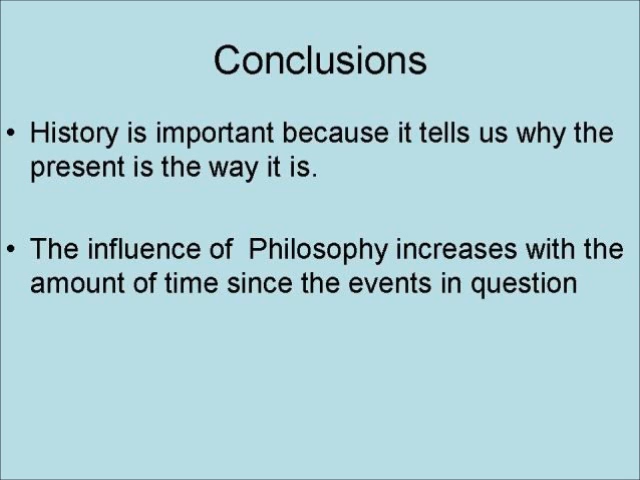 Conclusions
• History is important because it tells us why the
present is the way it is.
• The influence of  Philosophy increases with the
amount of time since the events in question